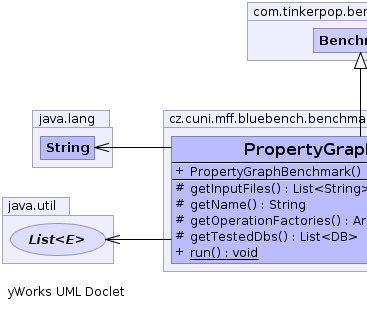 com.tinkerpop.ben
Benchm
java.lang
String
cz.cuni.mff.bluebench.benchma
PropertyGraph
+ PropertyGraphBenchmark()
# getInputFiles() : List<String>
# getName() : String
# getOperationFactories() : Ar
# getTestedDbs() : List<DB>
+ run() : void
java.util
List<E>
yWorks UML Doclet